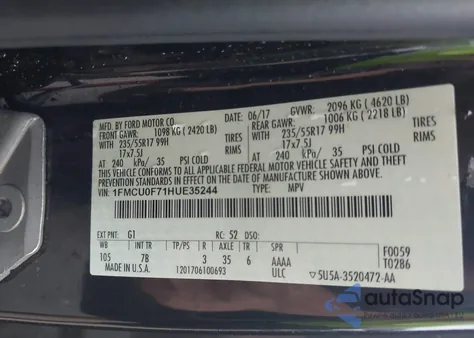 MFD. BY FORD MOTOR CO
DATE: 06/17 GVWR: 2096 KG ( 4620 LB)
FRONT GAWR: 1098 KG ( 2420 LB) REAR GAWR: 1006 KG ( 2218 LB)
WITH 235/55R17 99H TIRES WITH 235/55R17 99H TIRES
17x7.5J RIMS 17x7.5J RIMS
AT 240 kPa/ 35 PSI COLD AT 240 kPa/ 35 PSI COLD
THIS VEHICLE CONFORMS TO ALL APPLICABLE FEDERAL MOTOR VEHICLE SAFETY AND THEFT
PREVENTION STANDARDS IN EFFECT ON THE DATE OF MANUFACTURE SHOWN ABOVE.
VIN: 1FMCU0F71HUE35244 TYPE: MPV
EXT PNT: G1 RC: 52 DSO:
WB INT TR TP/PS R AXLE TR SPR
105 7B 3 35 6 AAAA
F0059
T0286
MADE IN U.S.A. 1201706100693 ULC ▽5U5A-3520472-AA
autoSnap